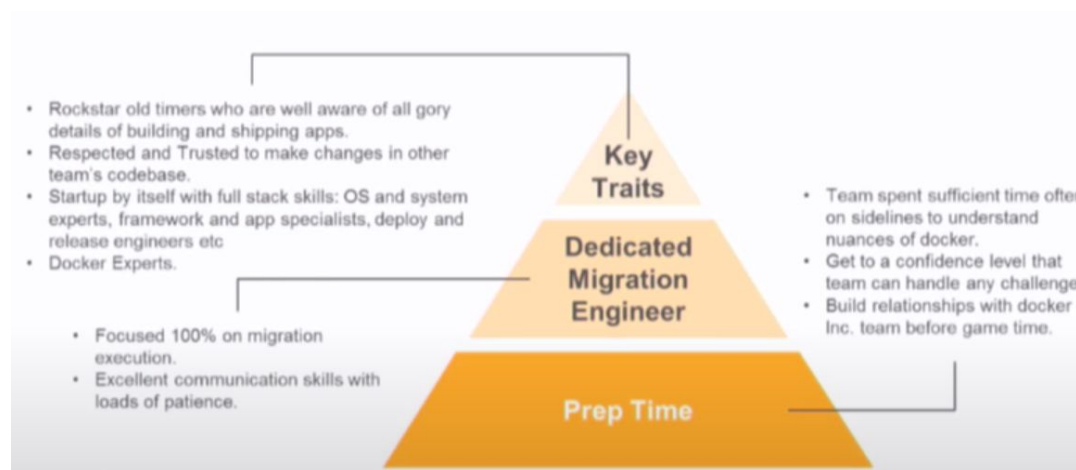 • Rockstar old timers who are well aware of all gory
details of building and shipping apps.
• Respected and Trusted to make changes in other
team's codebase.
• Startup by itself with full stack skills: OS and system
experts, framework and app specialists, deploy and
release engineers etc
• Docker Experts.
• Focused 100% on migration
execution.
• Excellent communication skills with
loads of patience.
Key
Traits
Dedicated
Migration
Engineer
Prep Time
• Team spent sufficient time ofte
on sidelines to understand
nuances of docker.
• Get to a confidence level that
team can handle any challenge
• Build relationships with docker
Inc. team before game time.